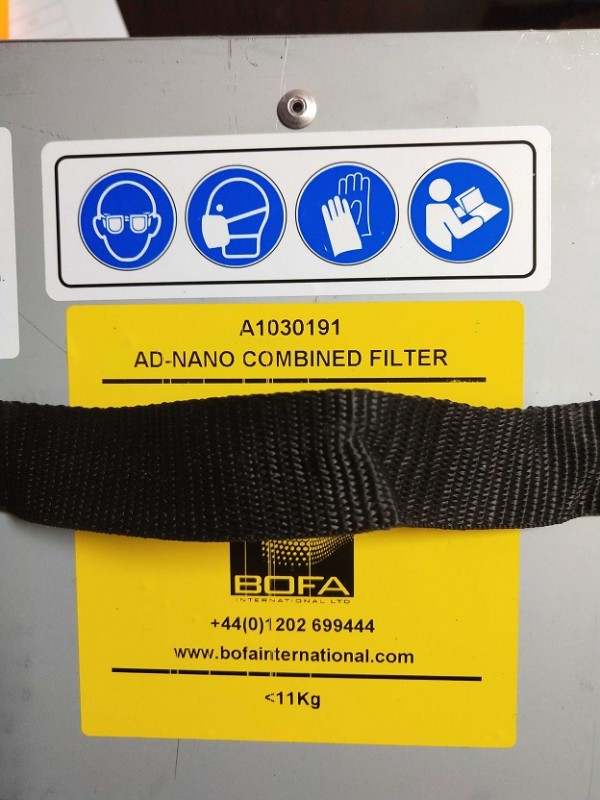 A1030191
AD-NANO COMBINED FILTER
BOFA
INTERNATIONAL LTD
+44(0)1202 699444
www.bofainternational.com
<11Kg